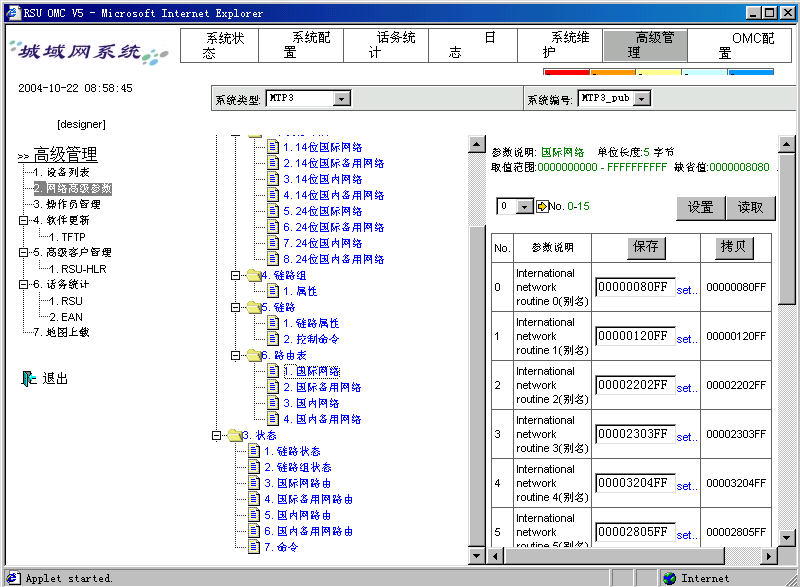 RSU OMC V5 - Microsoft Internet Explorer
城域网系统
系统状态
系统配置
话务统计
日志
系统维护
高级管理
OMC配置
2004-10-22 08:58:45
[designer]
系统类型: MTP3
系统编号: MTP3_pub
>> 高级管理
1. 设备列表
2. 网络高级参数
3. 操作员管理
4. 软件更新
1. TFTP
5. 高级客户管理
1. RSU-HLR
6. 话务统计
1. RSU
2. EAN
7. 地图上载
退出
1. 14位国际网络
2. 14位国际备用网络
3. 14位国内网络
4. 14位国内备用网络
5. 24位国际网络
6. 24位国际备用网络
7. 24位国内网络
8. 24位国内备用网络
4. 链路组
1. 属性
5. 链路
1. 链路属性
2. 控制命令
6. 路由表
1. 国际网络
2. 国际备用网络
3. 国内网络
4. 国内备用网络
3. 状态
1. 链路状态
2. 链路组状态
3. 国际网路由
4. 国际备用网路由
5. 国内网路由
6. 国内备用网路由
7. 命令
参数说明: 国际网络 单位长度:5 字节
取值范围:0000000000 - FFFFFFFFFF 缺省值:0000008080 .
0 No. 0-15 设置 读取
No. 参数说明 保存 拷贝
0 International network routine 0(别名) 00000080FF set.. 00000080FF
1 International network routine 1(别名) 00000120FF set.. 00000120FF
2 International network routine 2(别名) 00002202FF set.. 00002202FF
3 International network routine 3(别名) 00002303FF set.. 00002303FF
4 International network routine 4(别名) 00003204FF set.. 00003204FF
5 International network routine 5(别名) 00002805FF set.. 00002805FF
Applet started.
Internet